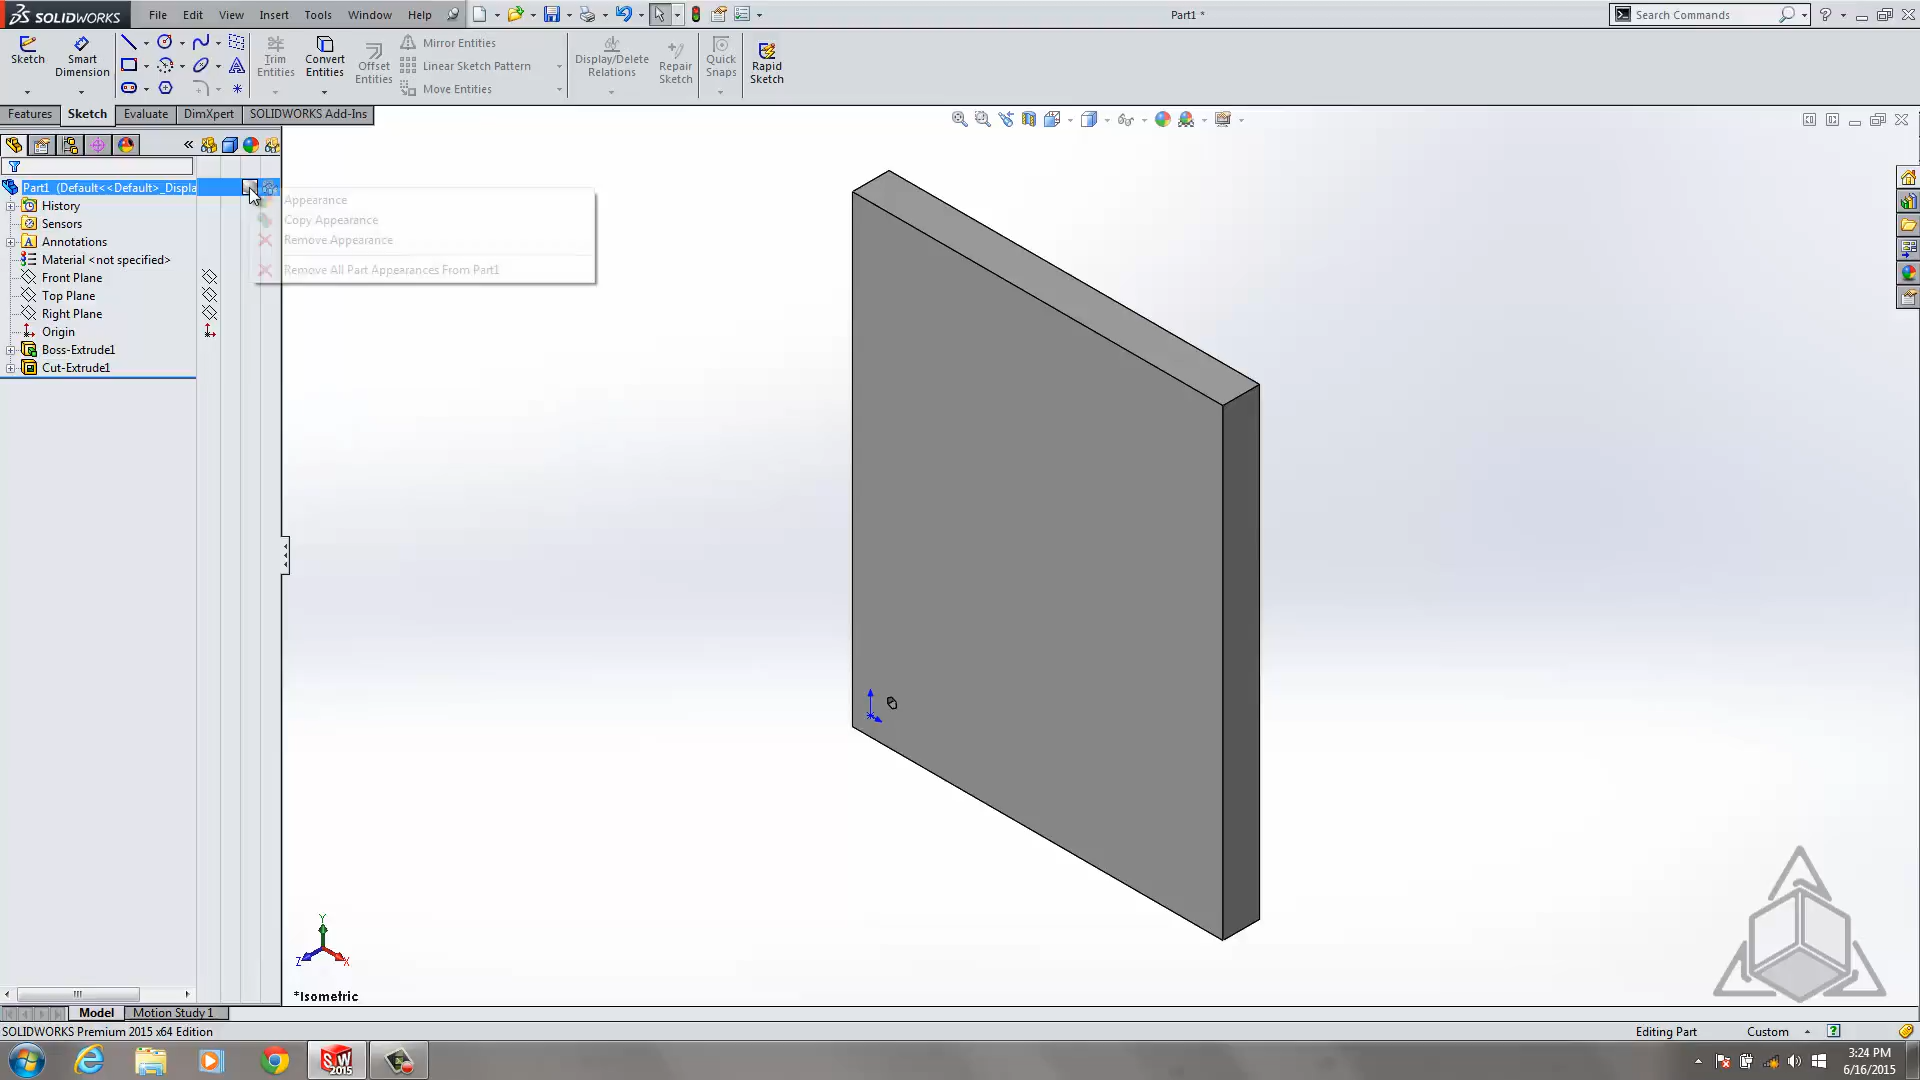 SOLIDWORKS File Edit View Insert Tools Window Help Part1 * Search Commands
Sketch
Smart Dimension
Trim Entities
Convert Entities
Offset Entities
Mirror Entities
Linear Sketch Pattern
Move Entities
Display/Delete Relations
Repair Sketch
Quick Snaps
Rapid Sketch
Features Sketch Evaluate DimXpert SOLIDWORKS Add-Ins
Part1 (Default<<Default>_Displa
History
Sensors
Annotations
Material <not specified>
Front Plane
Top Plane
Right Plane
Origin
Boss-Extrude1
Cut-Extrude1
Appearance
Copy Appearance
Remove Appearance
Remove All Part Appearances From Part1
Y
Z X
*Isometric
Model Motion Study 1
SOLIDWORKS Premium 2015 x64 Edition Editing Part Custom
SW 2015
3:24 PM
6/16/2015